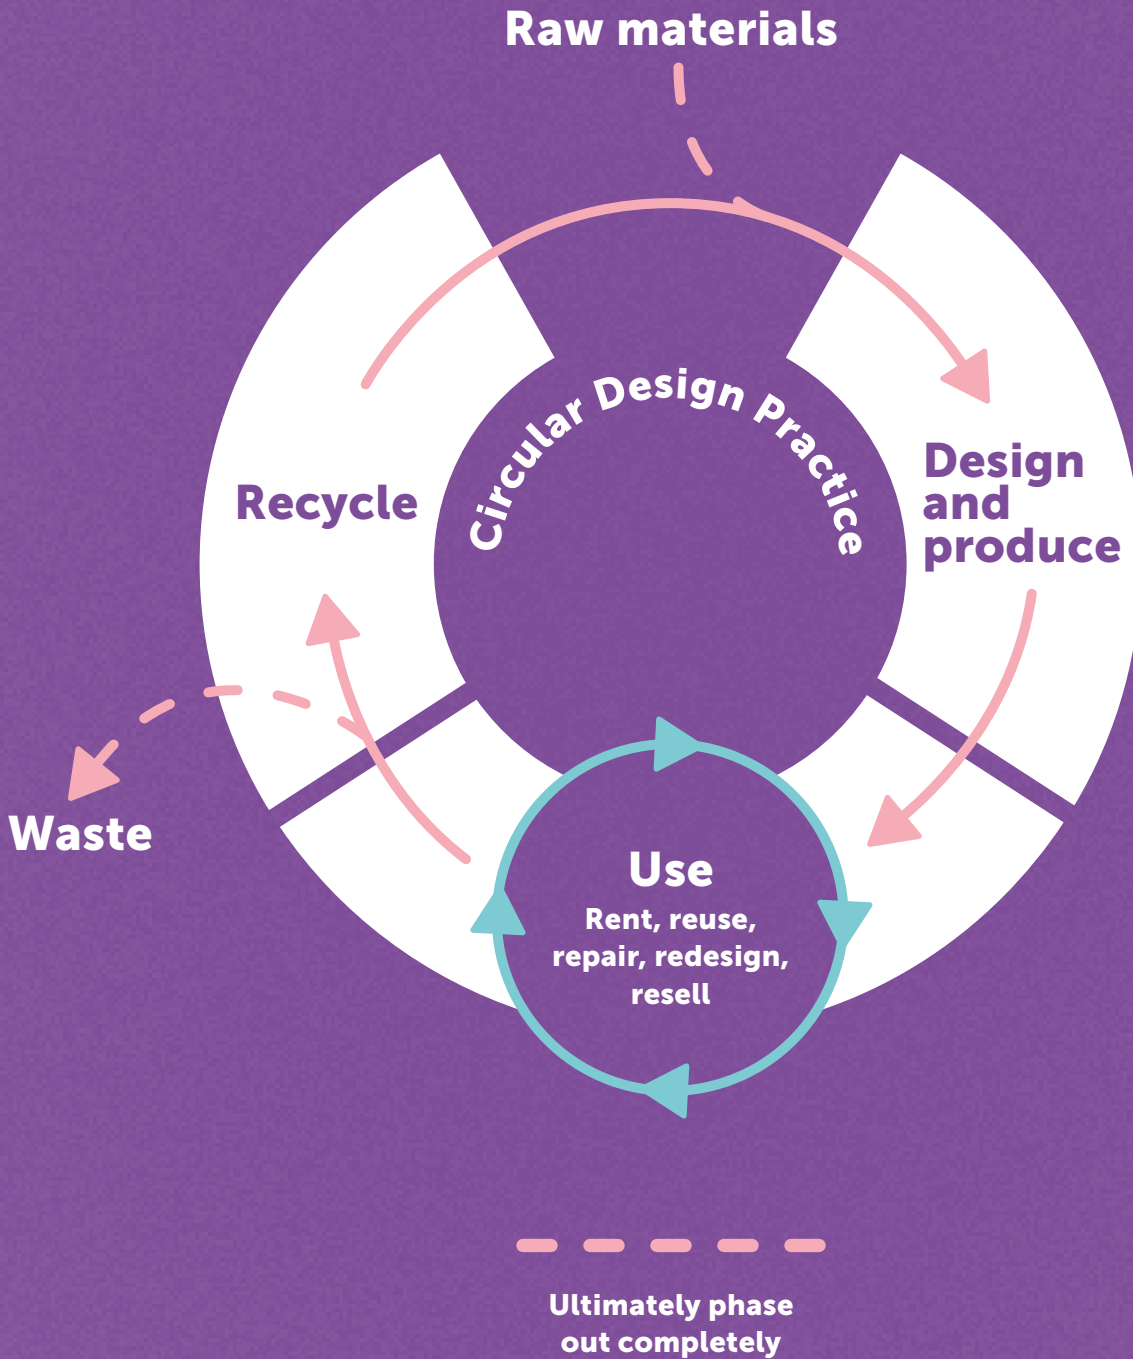 Raw materials
Circular Design Practice
Recycle
Design
and
produce
Waste
Use
Rent, reuse,
repair, redesign,
resell
Ultimately phase
out completely